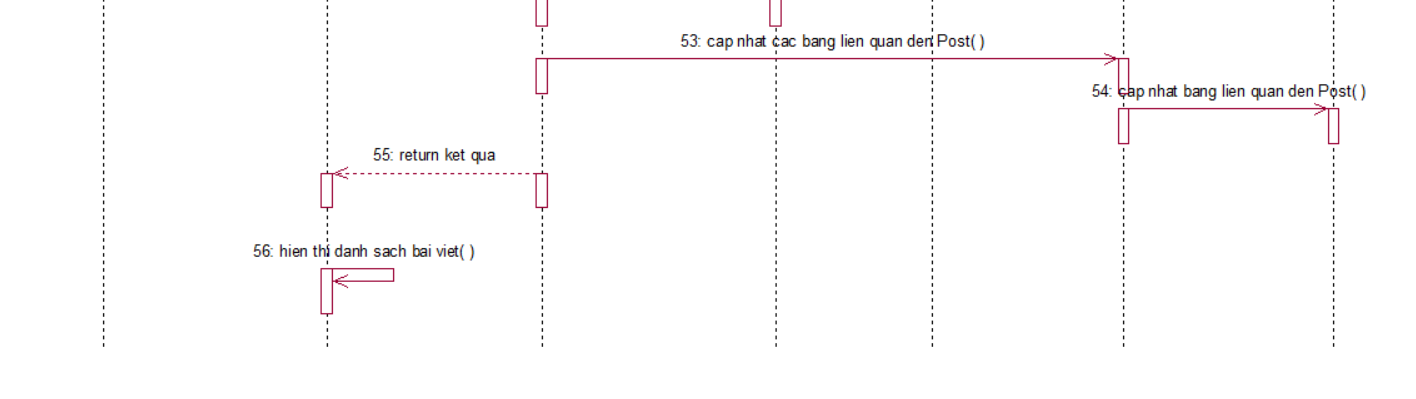 53: cap nhat cac bang lien quan den Post( )
54: cap nhat bang lien quan den Post( )
55: return ket qua
56: hien thi danh sach bai viet( )